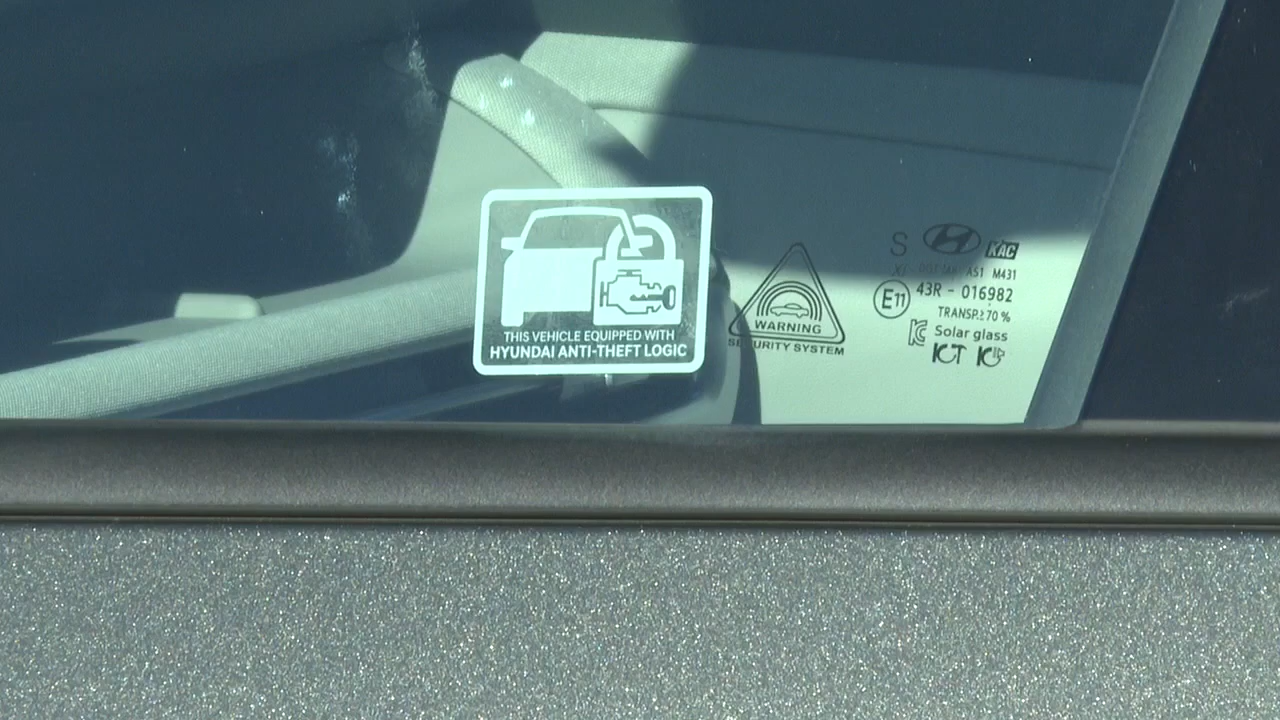 THIS VEHICLE EQUIPPED WITH
HYUNDAI ANTI-THEFT LOGIC
WARNING
SECURITY SYSTEM
S
KAC
AS1 M431
E11 43R - 016982
TRANSP.≥70 %
Solar glass